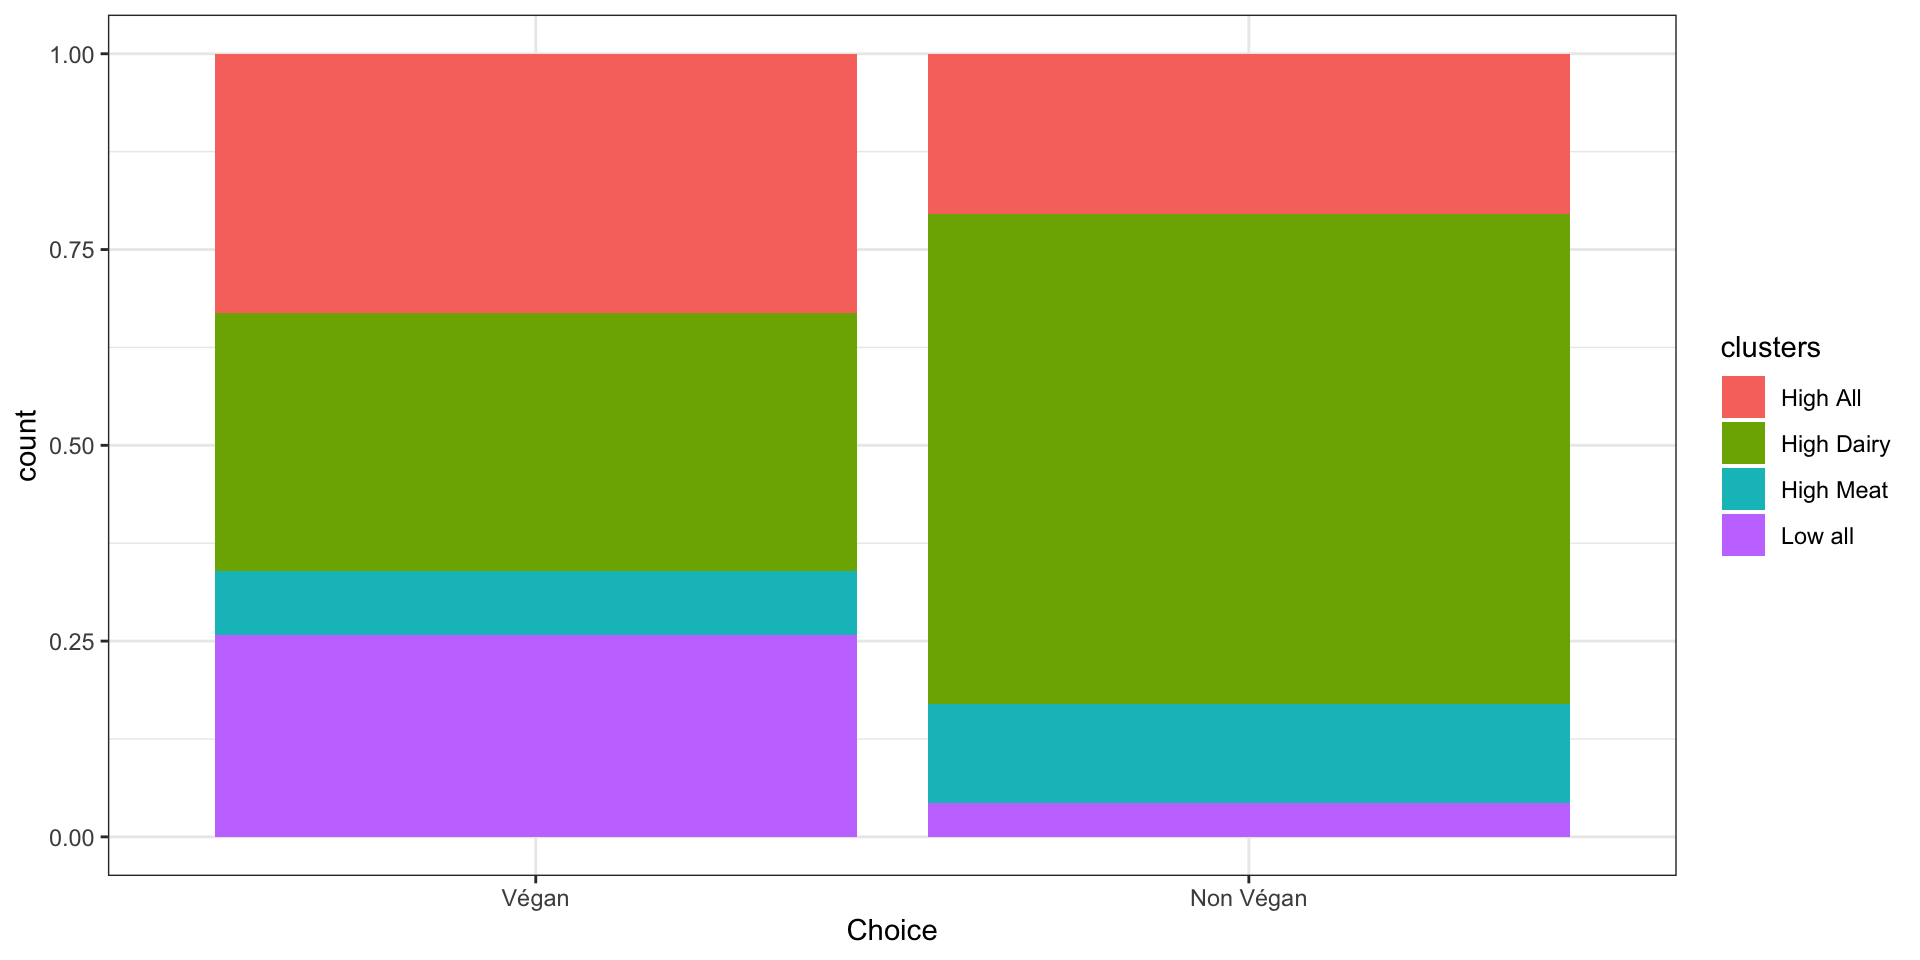 1.00
0.75
0.50
0.25
0.00
count
Végan
Non Végan
Choice
clusters
High All
High Dairy
High Meat
Low all